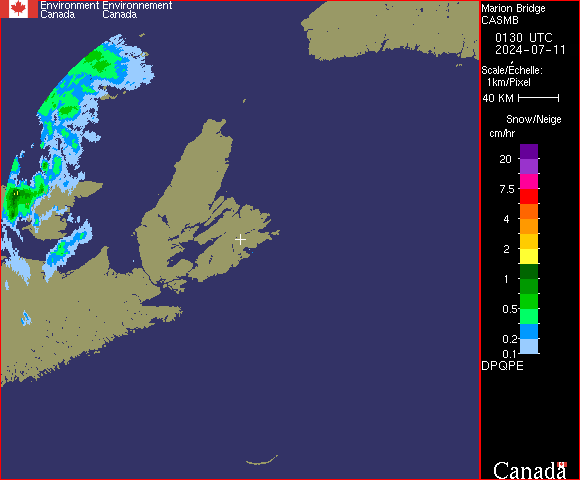 Environment Environnement
Canada Canada
Marion Bridge
CASMB
0130 UTC
2024-07-11
Scale/Échelle:
1km/Pixel
40 KM
Snow/Neige
cm/hr
20
7.5
4
2
1
0.5
0.2
0.1
DPQPE
Canada